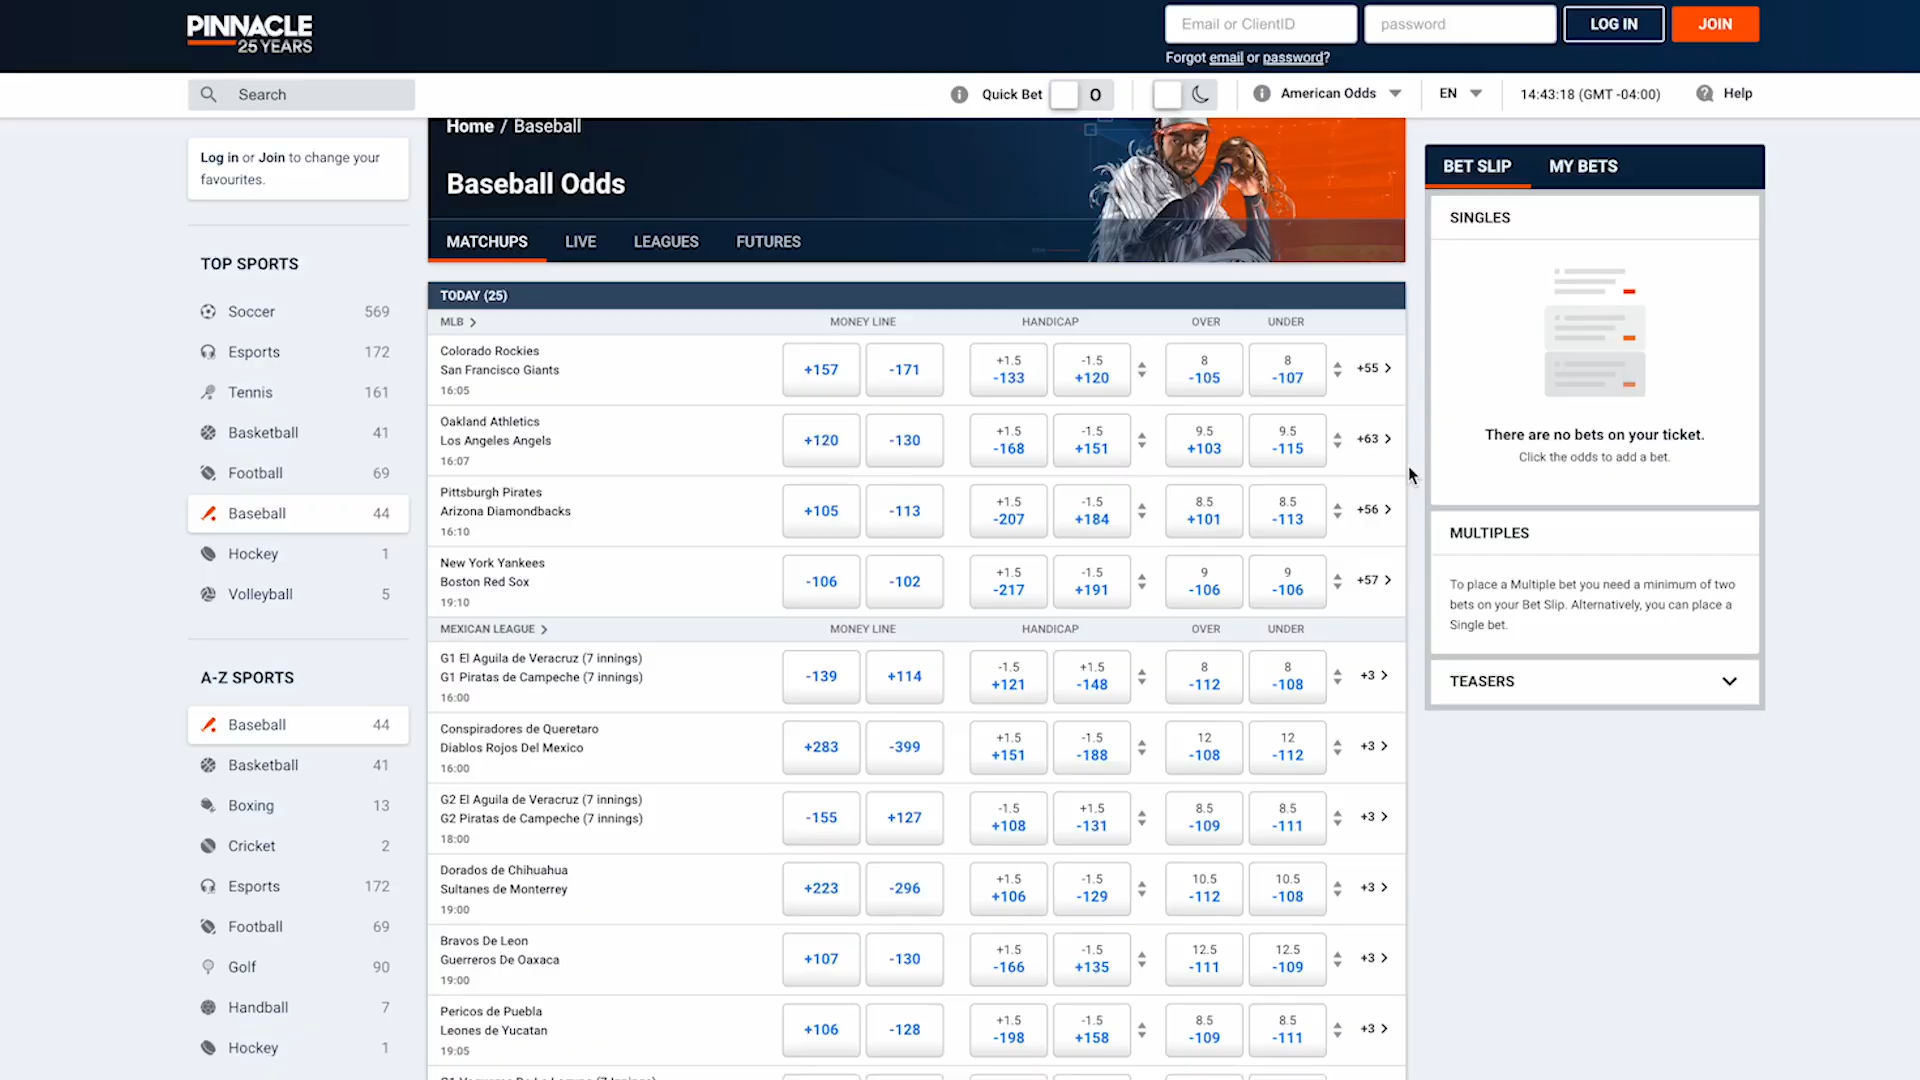 PINNACLE
25 YEARS
Email or ClientID
password
LOG IN
JOIN
Forgot email or password?
Search
Quick Bet
O
American Odds
EN
14:43:18 (GMT -04:00)
Help
Log in or Join to change your
favourites.
TOP SPORTS
Soccer 569
Esports 172
Tennis 161
Basketball 41
Football 69
Baseball 44
Hockey 1
Volleyball 5
A-Z SPORTS
Baseball 44
Basketball 41
Boxing 13
Cricket 2
Esports 172
Football 69
Golf 90
Handball 7
Hockey 1
Home / Baseball
Baseball Odds
MATCHUPS LIVE LEAGUES FUTURES
TODAY (25)
MLB MONEY LINE HANDICAP OVER UNDER
Colorado Rockies
San Francisco Giants
16:05
+157 -171
+1.5 -1.5 8 8
-133 +120 -105 -107
+55
Oakland Athletics
Los Angeles Angels
16:07
+120 -130
+1.5 -1.5 9.5 9.5
-168 +151 +103 -115
+63
Pittsburgh Pirates
Arizona Diamondbacks
16:10
+105 -113
+1.5 -1.5 8.5 8.5
-207 +184 +101 -113
+56
New York Yankees
Boston Red Sox
19:10
-106 -102
+1.5 -1.5 9 9
-217 +191 -106 -106
+57
MEXICAN LEAGUE MONEY LINE HANDICAP OVER UNDER
G1 El Aguila de Veracruz (7 innings)
G1 Piratas de Campeche (7 innings)
16:00
-139 +114
-1.5 +1.5 8 8
+121 -148 -112 -108
+3
Conspiradores de Queretaro
Diablos Rojos Del Mexico
16:00
+283 -399
+1.5 -1.5 12 12
+151 -188 -108 -112
+3
G2 El Aguila de Veracruz (7 innings)
G2 Piratas de Campeche (7 innings)
18:00
-155 +127
-1.5 +1.5 8.5 8.5
+108 -131 -109 -111
+3
Dorados de Chihuahua
Sultanes de Monterrey
19:00
+223 -296
+1.5 -1.5 10.5 10.5
+106 -129 -112 -108
+3
Bravos De Leon
Guerreros De Oaxaca
19:00
+107 -130
+1.5 -1.5 12.5 12.5
-166 +135 -111 -109
+3
Pericos de Puebla
Leones de Yucatan
19:05
+106 -128
+1.5 -1.5 8.5 8.5
-198 +158 -109 -111
+3
BET SLIP MY BETS
SINGLES
There are no bets on your ticket.
Click the odds to add a bet.
MULTIPLES
To place a Multiple bet you need a minimum of two
bets on your Bet Slip. Alternatively, you can place a
Single bet.
TEASERS